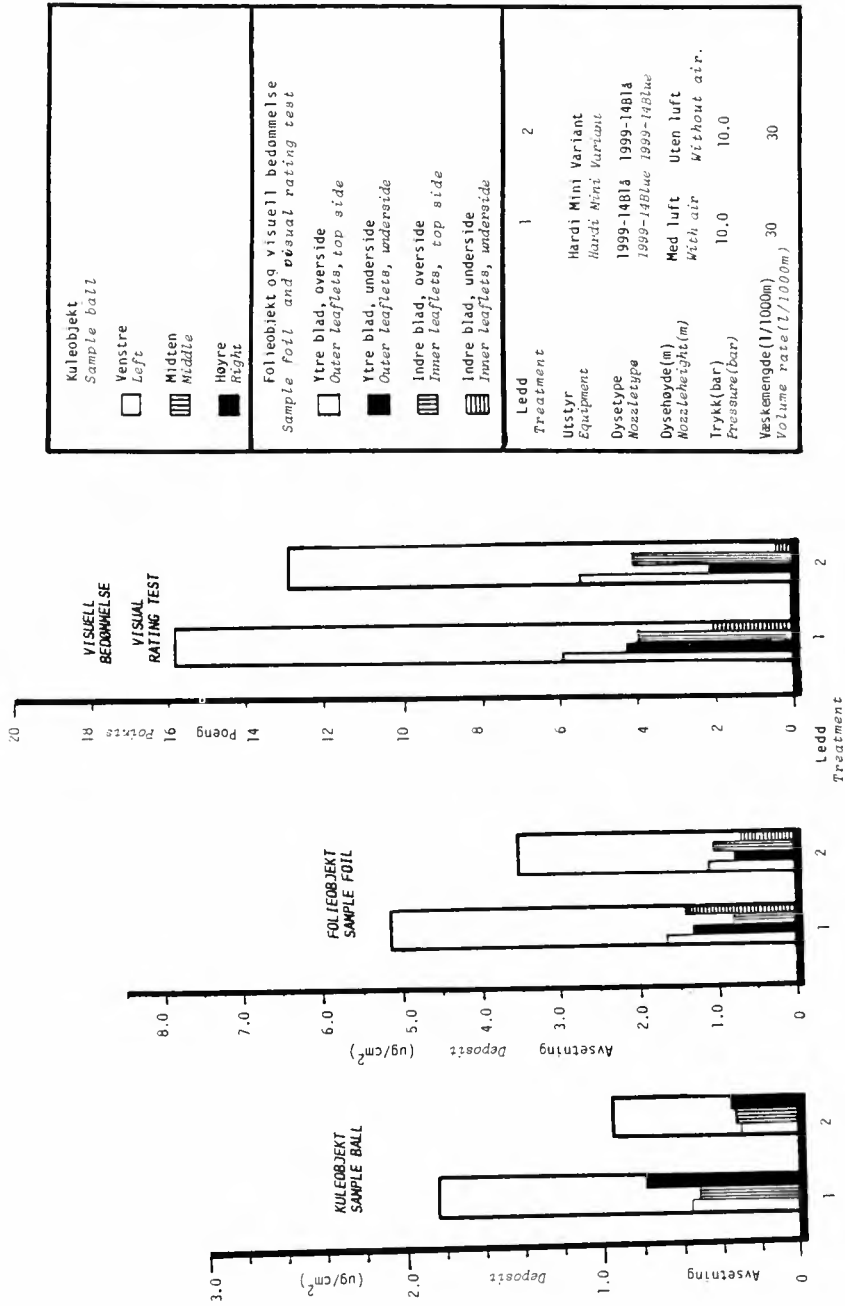 KULEOBJEKT
SAMPLE BALL
3.0
2.0
1.0
0
Avsetning Deposit (ug/cm²)
1 2
FOLIEOBJEKT
SAMPLE FOIL
8.0
7.0
6.0
5.0
4.0
3.0
2.0
1.0
0
Avsetning Deposit (ug/cm²)
1 2
VISUELL
BEDØMMELSE
VISUAL
RATING TEST
20
18
16
14
12
10
8
6
4
2
0
Poeng Points
Ledd 1 2
Treatment
Kuleobjekt
Sample ball
Venstre
Left
Midten
Middle
Høyre
Right
Folieobjekt og visuell bedømmelse
Sample foil and visual rating test
Ytre blad, overside
Outer leaflets, top side
Ytre blad, underside
Outer leaflets, underside
Indre blad, overside
Inner leaflets, top side
Indre blad, underside
Inner leaflets, underside
Ledd 1 2
Treatment
Utstyr Hardi Mini Variant
Equipment Hardi Mini Variant
Dysetype 1999-14Blå 1999-14Blå
Nozzletype 1999-14Blue 1999-14Blue
Dysehøyde(m) Med luft Uten luft
Nozzleheight(m) With air Without air.
Trykk(bar) 10.0 10.0
Pressure(bar)
Væskemengde(l/1000m) 30 30
Volume rate(l/1000m)